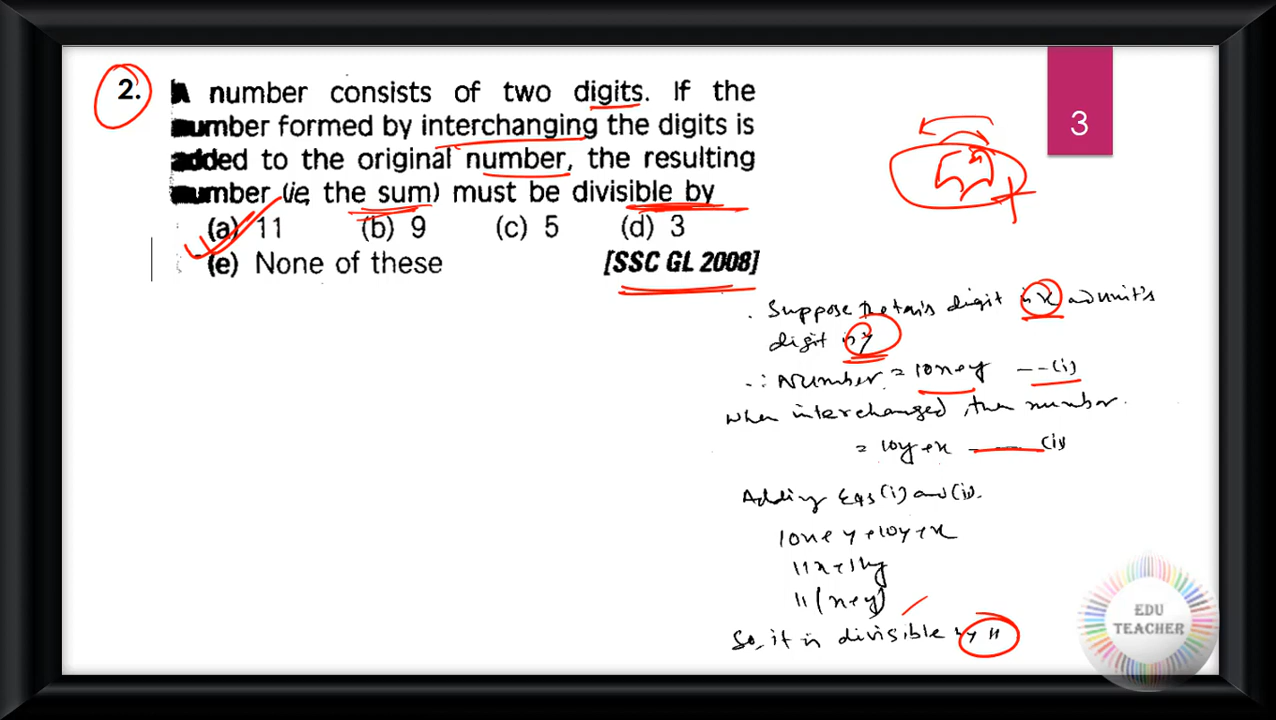 2. A number consists of two digits. If the
number formed by interchanging the digits is
added to the original number, the resulting
number (ie, the sum) must be divisible by
(a) 11 (b) 9 (c) 5 (d) 3
(e) None of these [SSC GL 2008]
3
Suppose the ten's digit is x and unit's
digit is y
∴ Number = 10x+y --(i)
When interchanged, then number.
= 10y+x (ii)
Adding Eqs (i) and (ii).
10x+y+10y+x
11x+11y
11(x+y)
So, it is divisible by 11
EDU
TEACHER